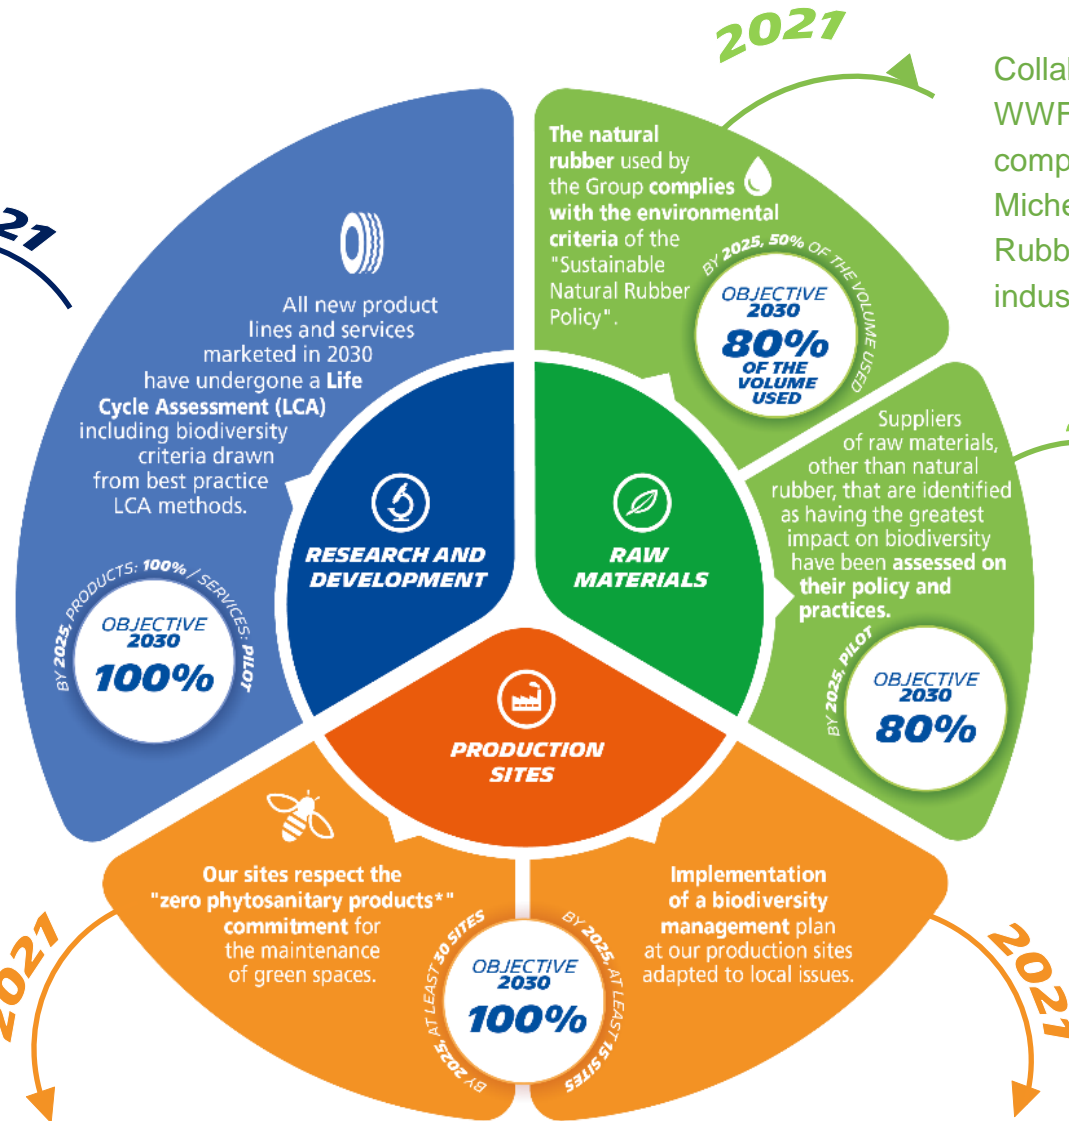 2021
The natural
rubber used by
the Group complies
with the environmental
criteria of the
"Sustainable
Natural Rubber
Policy".
BY 2025, 50% OF THE VOLUME USED
OBJECTIVE
2030
80%
OF THE
VOLUME
USED
Suppliers
of raw materials,
other than natural
rubber, that are identified
as having the greatest
impact on biodiversity
have been assessed on
their policy and
practices.
BY 2025, PILOT
OBJECTIVE
2030
80%
RAW
MATERIALS
21
All new product
lines and services
marketed in 2030
have undergone a Life
Cycle Assessment (LCA)
including biodiversity
criteria drawn
from best practice
LCA methods.
BY 2025, PRODUCTS: 100% / SERVICES: PILOT
OBJECTIVE
2030
100%
RESEARCH AND
DEVELOPMENT
PRODUCTION
SITES
Our sites respect the
"zero phytosanitary products*"
commitment for
the maintenance
of green spaces.
BY 2025, AT LEAST 30 SITES
OBJECTIVE
2030
100%
BY 2025, AT LEAST 15 SITES
Implementation
of a biodiversity
management plan
at our production sites
adapted to local issues.
2021
2021